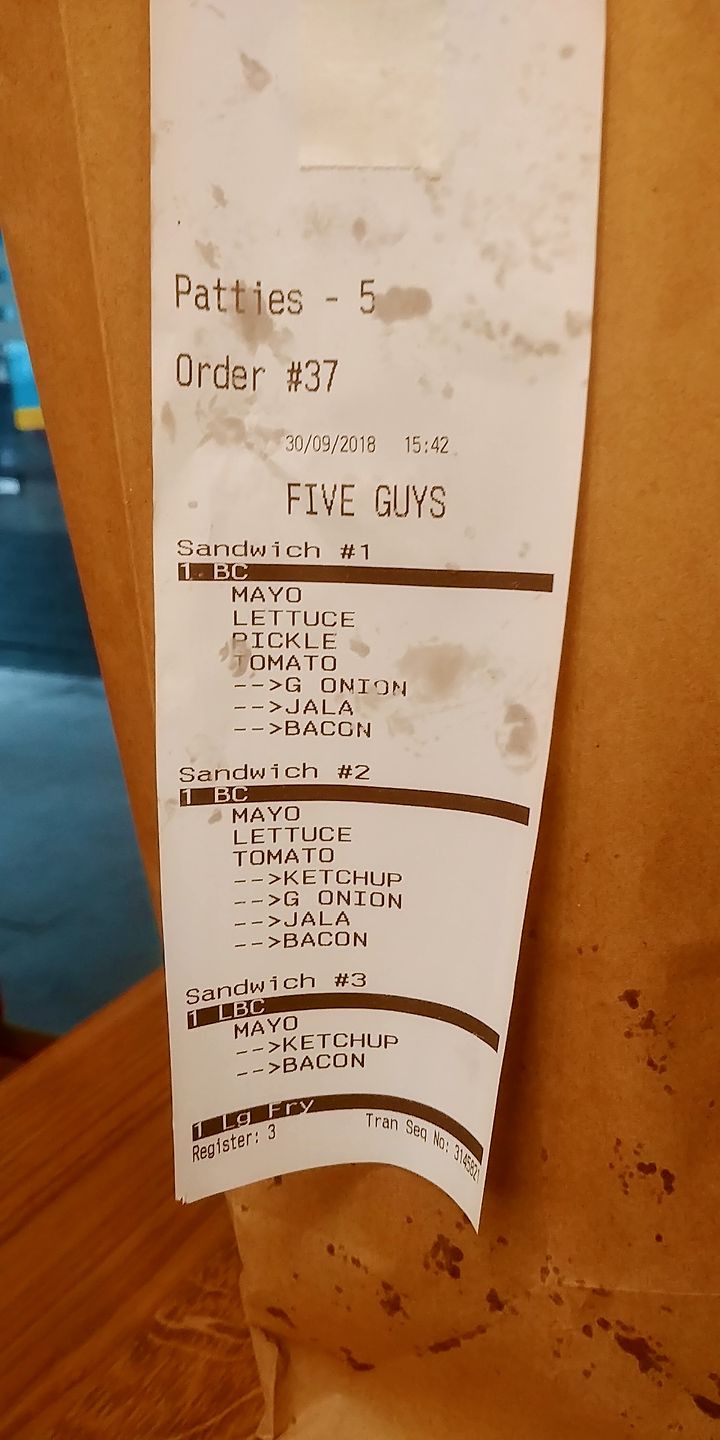 Patties - 5
Order #37
30/09/2018 15:42
FIVE GUYS
Sandwich #1
1 BC
MAYO
LETTUCE
PICKLE
TOMATO
-->G ONION
-->JALA
-->BACON
Sandwich #2
1 BC
MAYO
LETTUCE
TOMATO
-->KETCHUP
-->G ONION
-->JALA
-->BACON
Sandwich #3
1 LBC
MAYO
-->KETCHUP
-->BACON
1 Lg Fry
Register: 3 Tran Seq No: